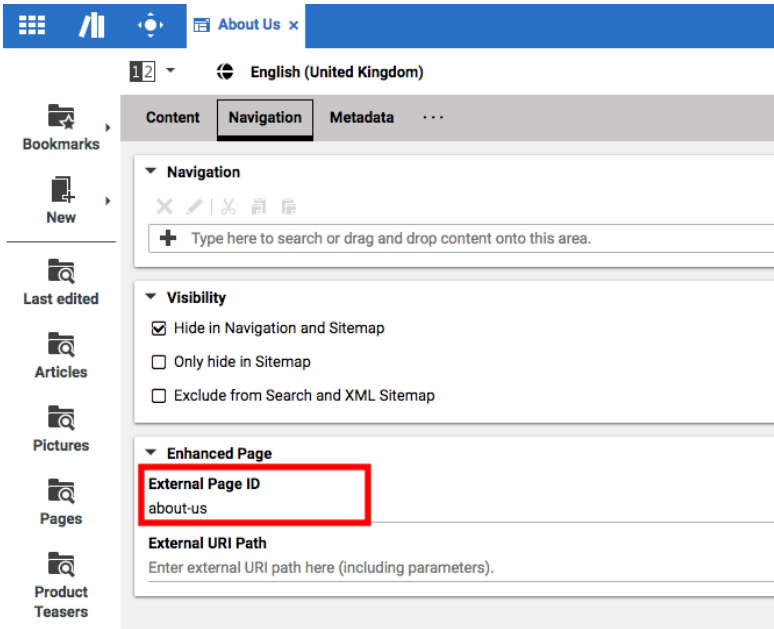 About Us ×
12
English (United Kingdom)
Bookmarks
New
Last edited
Articles
Pictures
Pages
Product
Teasers
Content
Navigation
Metadata
...
Navigation
Type here to search or drag and drop content onto this area.
Visibility
Hide in Navigation and Sitemap
Only hide in Sitemap
Exclude from Search and XML Sitemap
Enhanced Page
External Page ID
about-us
External URI Path
Enter external URI path here (including parameters).